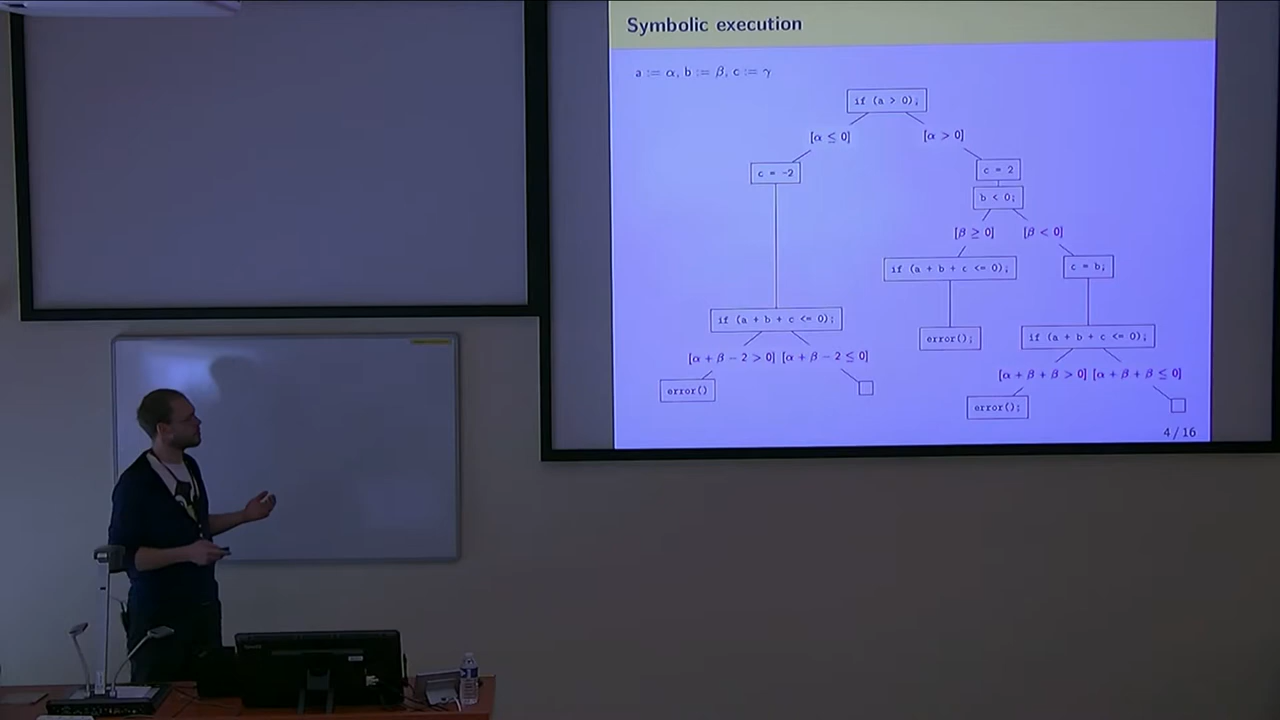 Symbolic execution
a := α, b := β, c := γ
if (a > 0);
[α ≤ 0]
[α > 0]
c = -2
c = 2
b < 0;
[β ≥ 0]
[β < 0]
if (a + b + c <= 0);
c = b;
if (a + b + c <= 0);
error();
if (a + b + c <= 0);
[α + β − 2 > 0] [α + β − 2 ≤ 0]
[α + β + β > 0] [α + β + β ≤ 0]
error()
error();
4/16